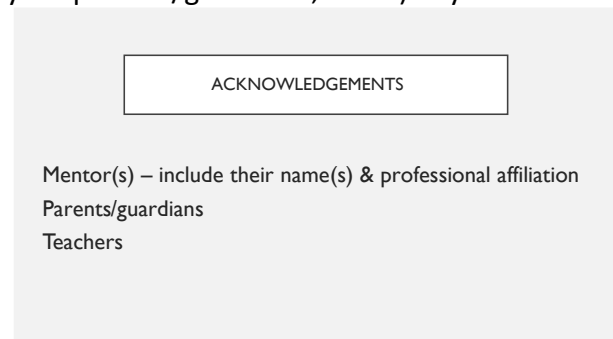 ACKNOWLEDGEMENTS
Mentor(s) – include their name(s) & professional affiliation
Parents/guardians
Teachers